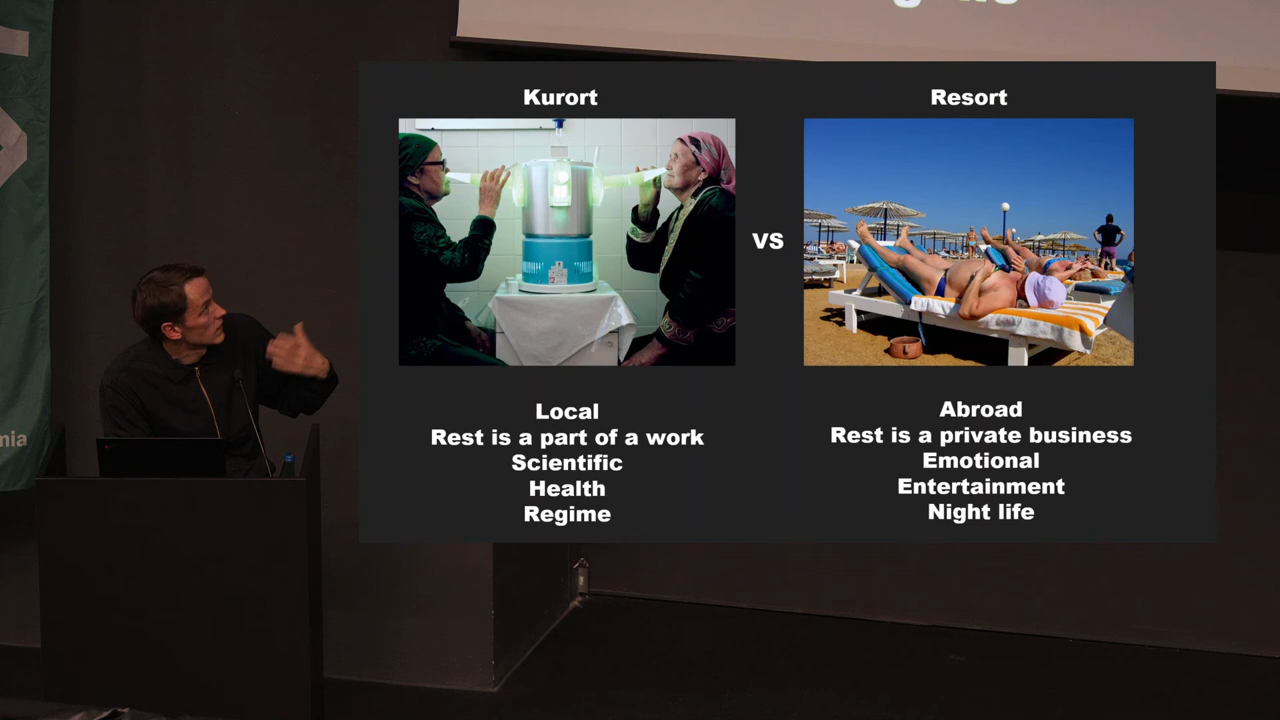 Kurort
Resort
VS
Local
Rest is a part of a work
Scientific
Health
Regime
Abroad
Rest is a private business
Emotional
Entertainment
Night life
mia